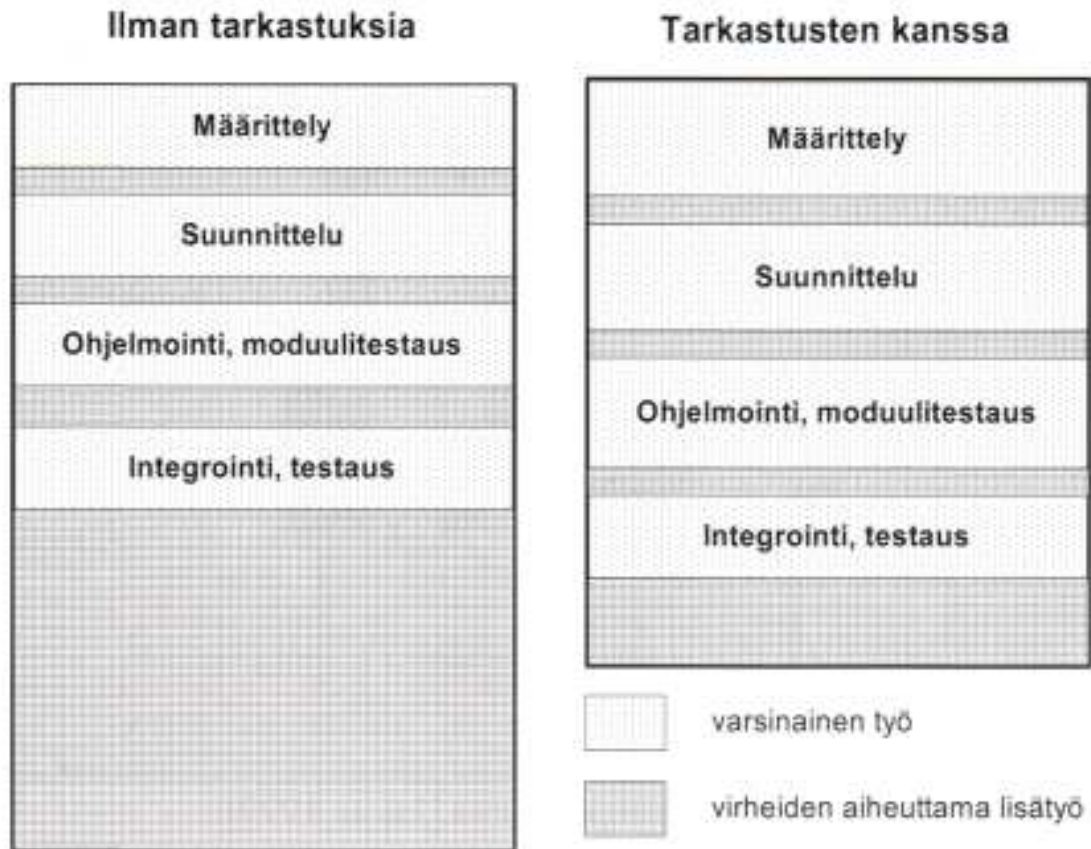 Ilman tarkastuksia
Määrittely
Suunnittelu
Ohjelmointi, moduulitestaus
Integrointi, testaus
Tarkastusten kanssa
Määrittely
Suunnittelu
Ohjelmointi, moduulitestaus
Integrointi, testaus
varsinainen työ
virheiden aiheuttama lisätyö